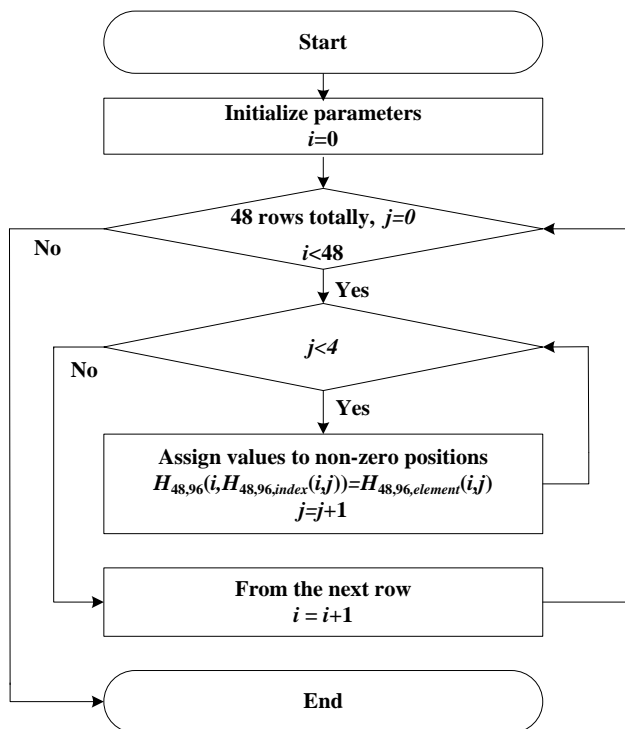 Start
Initialize parameters
i=0
48 rows totally, j=0
i<48
No
Yes
j<4
No
Yes
Assign values to non-zero positions
H48,96(i,H48,96,index(i,j))=H48,96,element(i,j)
j=j+1
From the next row
i = i+1
End